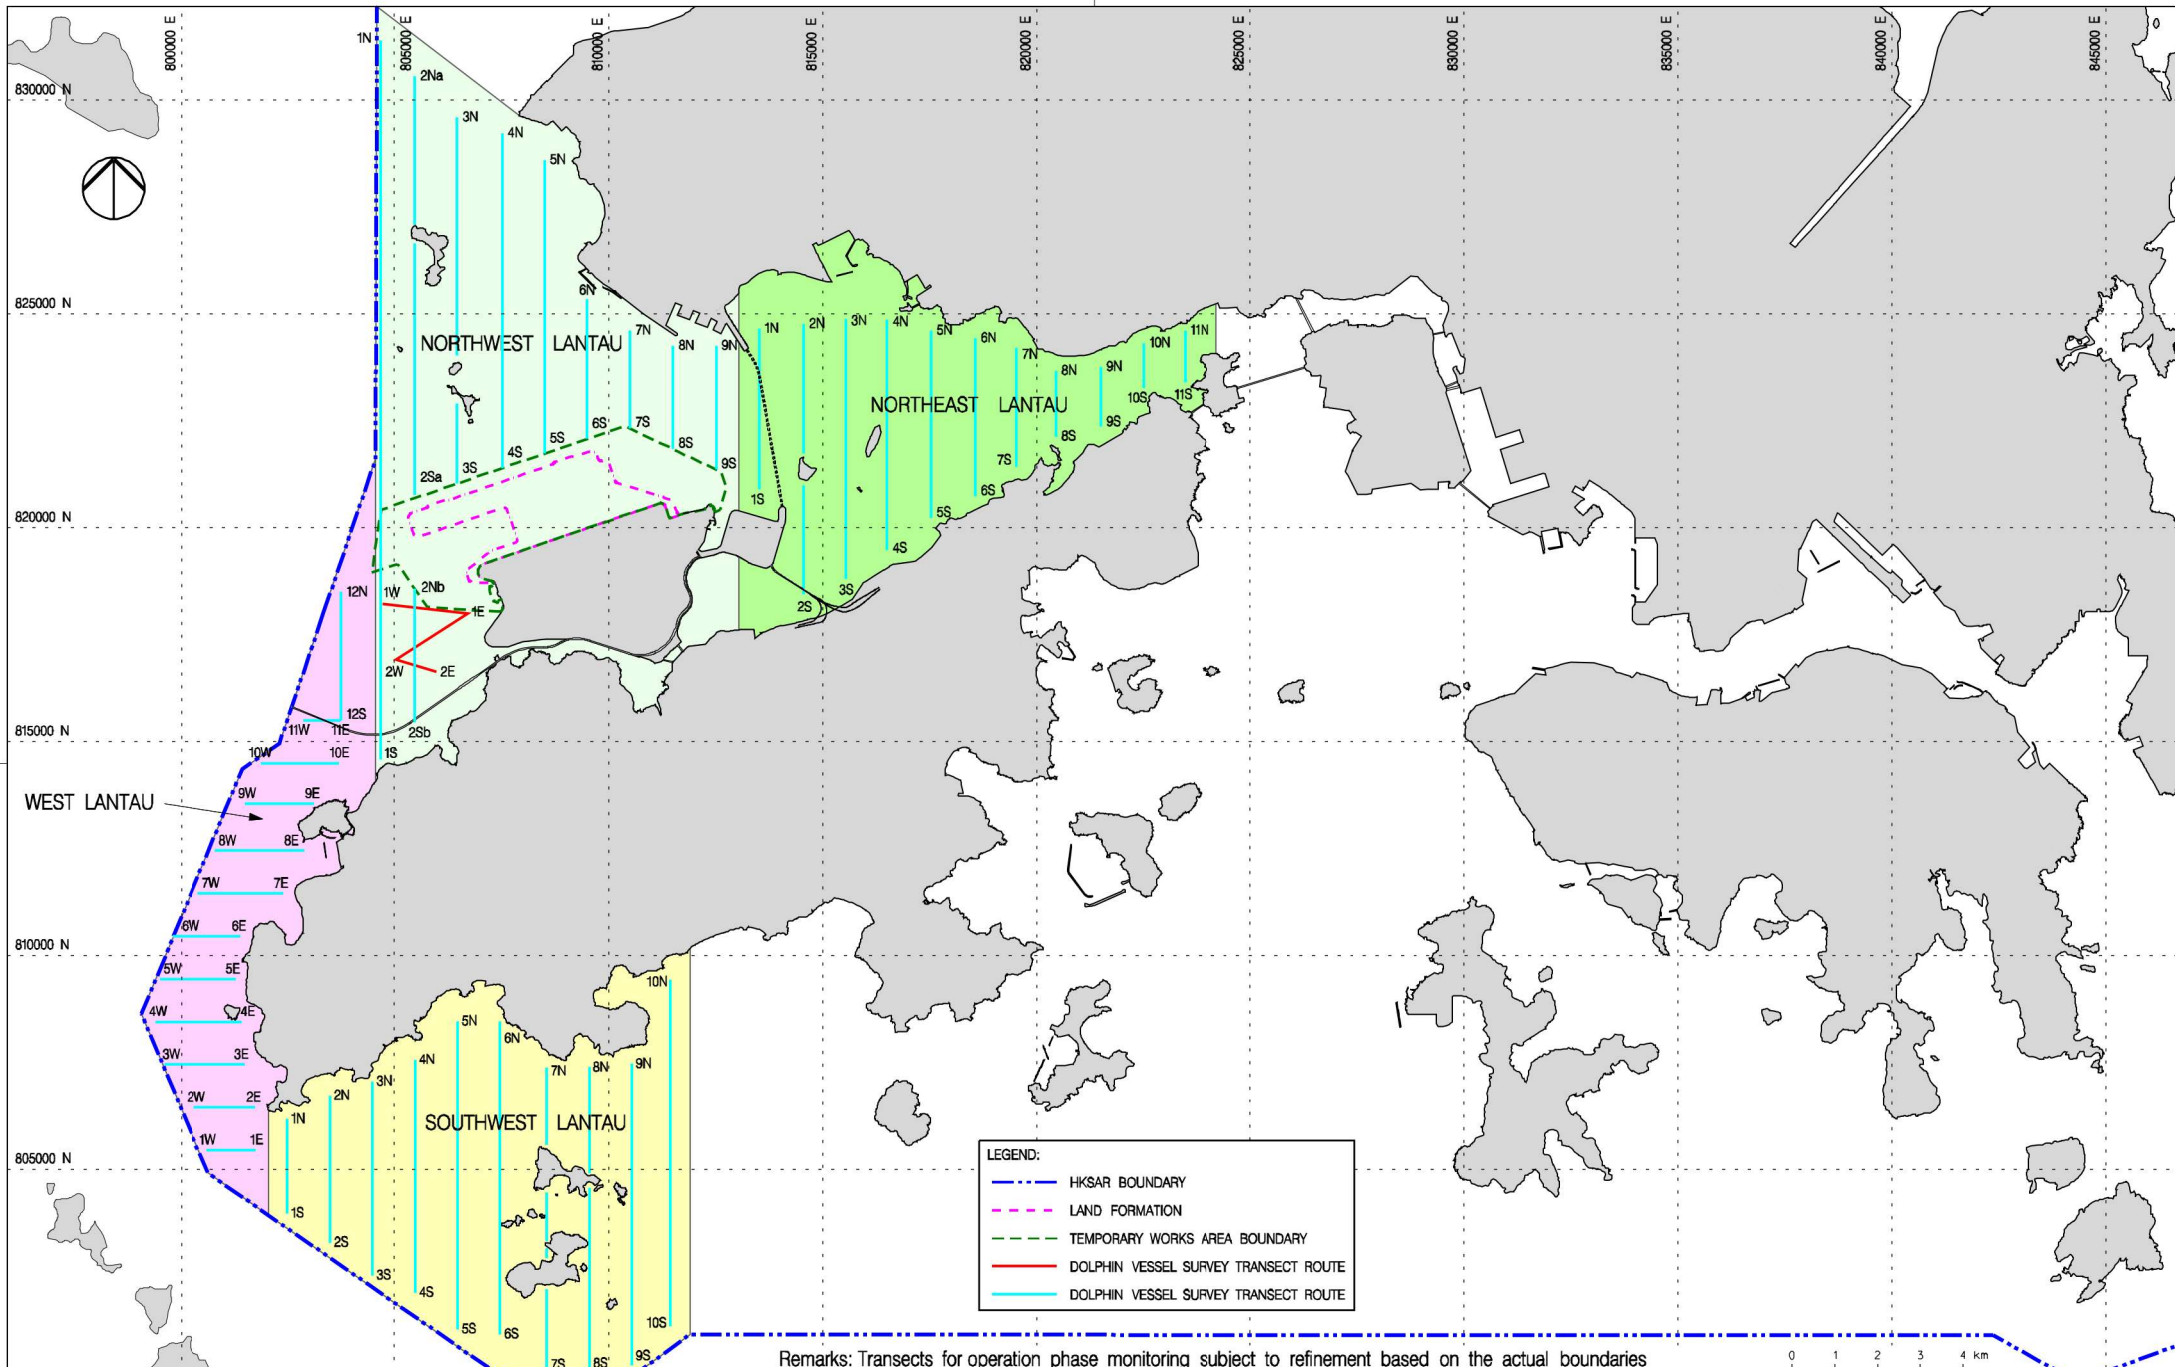 800000 E
805000 E
810000 E
815000 E
820000 E
825000 E
830000 E
835000 E
840000 E
845000 E
1N
2Na
830000 N
3N
4N
5N
6N
825000 N
7N
8N
9N
1N
2N
3N
4N
5N
6N
7N
8N
9N
10N
11N
NORTHWEST LANTAU
NORTHEAST LANTAU
10S
11S
9S
8S
7S
6S
5S
4S
3S
2S
1S
2Sa
3S
4S
5S
6S
7S
8S
9S
820000 N
12N
1W
2Nb
1E
2W
2E
12S
11W
11E
2Sb
815000 N
10W
10E
1S
WEST LANTAU
9W
9E
8W
8E
7W
7E
6W
6E
810000 N
5W
5E
4W
4E
3W
3E
2W
2E
1W
1E
805000 N
1N
2N
3N
4N
5N
6N
7N
8N
9N
10N
SOUTHWEST LANTAU
1S
2S
3S
4S
5S
6S
7S
8S
9S
10S
LEGEND:
HKSAR BOUNDARY
LAND FORMATION
TEMPORARY WORKS AREA BOUNDARY
DOLPHIN VESSEL SURVEY TRANSECT ROUTE
DOLPHIN VESSEL SURVEY TRANSECT ROUTE
Remarks: Transects for operation phase monitoring subject to refinement based on the actual boundaries
0 1 2 3 4 km